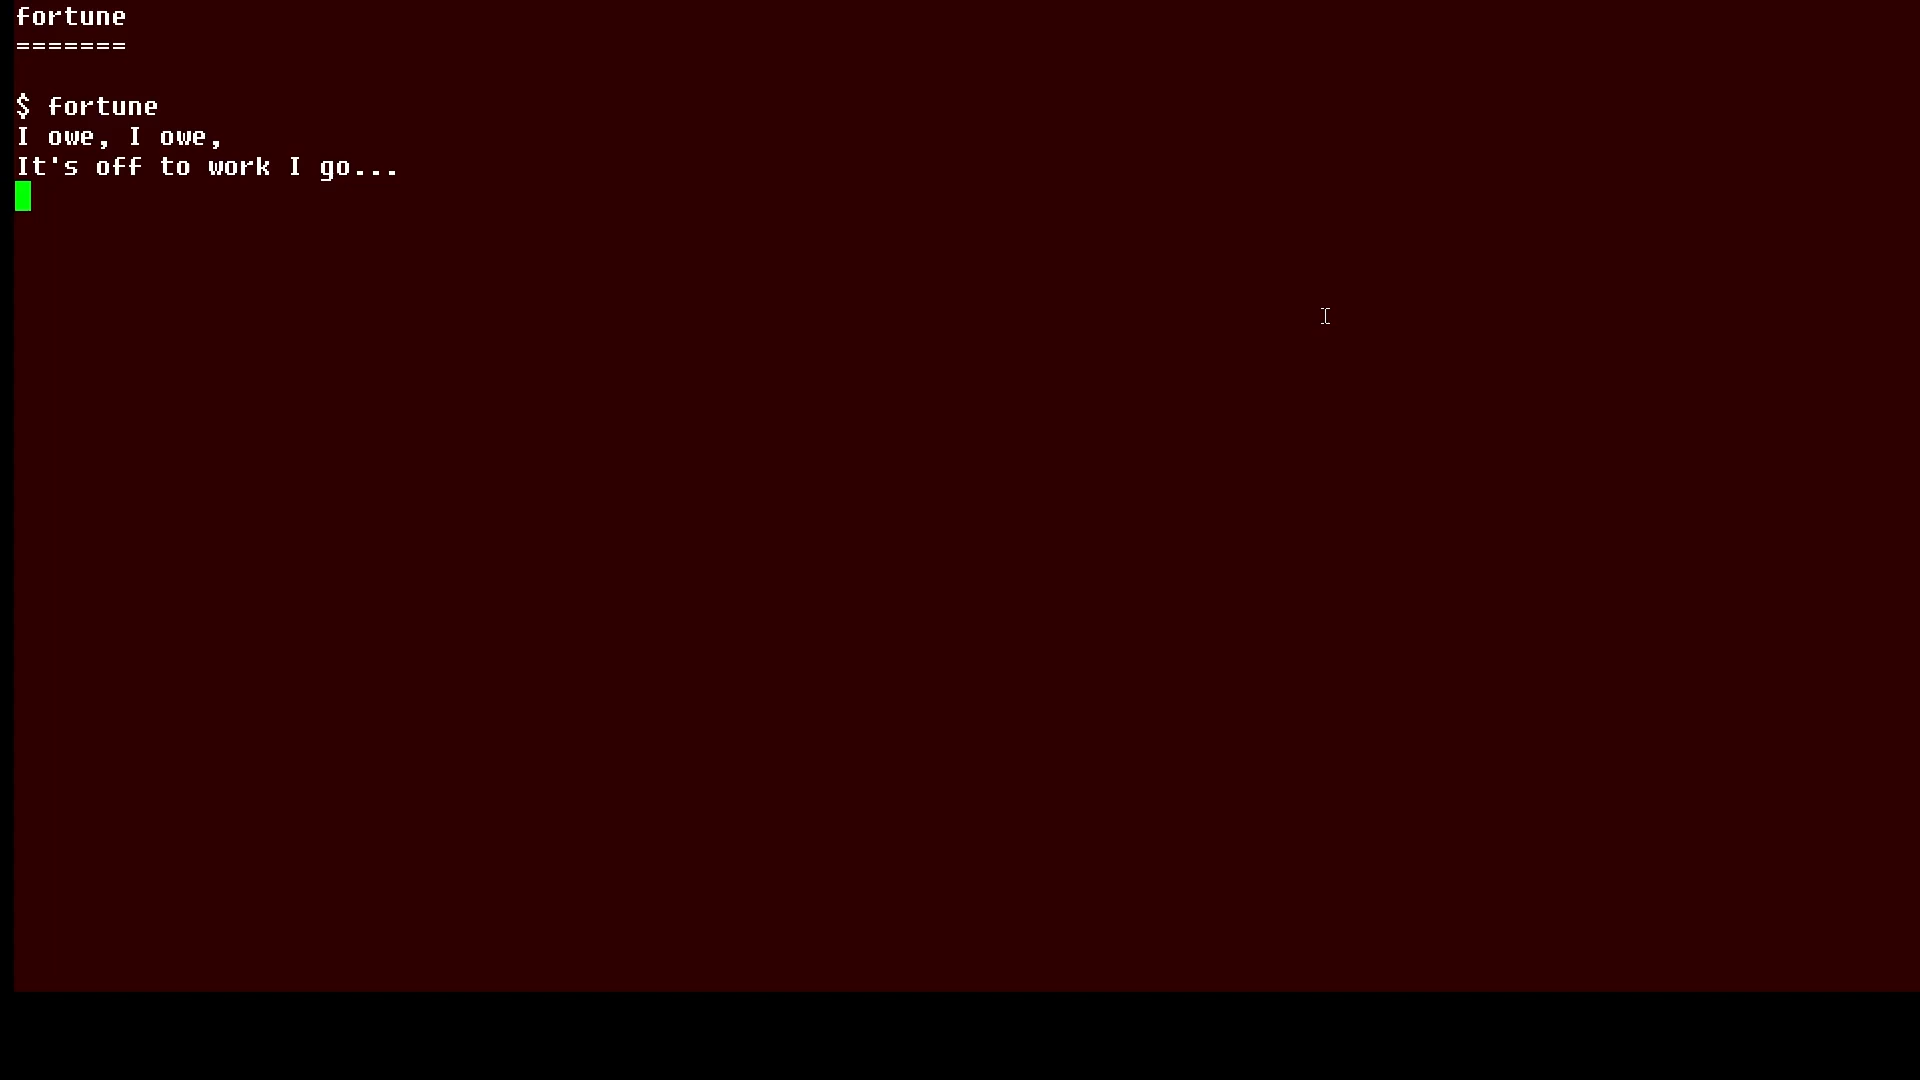 fortune
=======
$ fortune
I owe, I owe,
It's off to work I go...